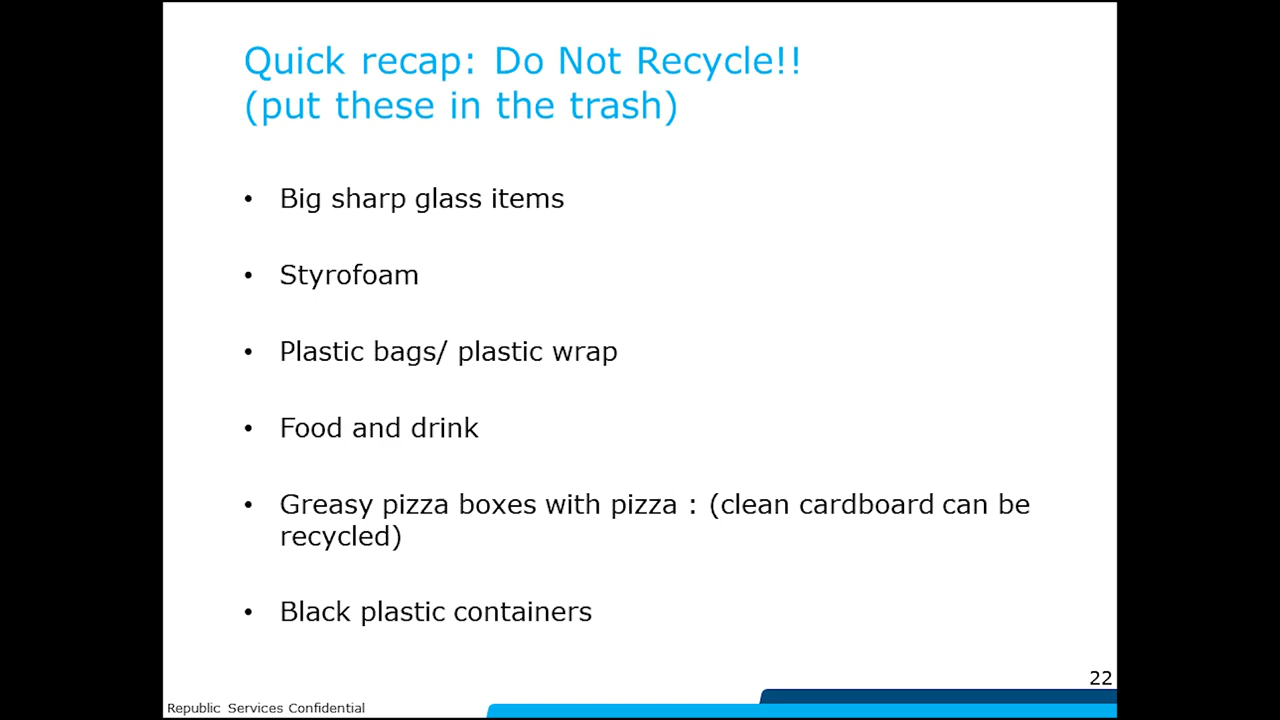 Quick recap: Do Not Recycle!!
(put these in the trash)
• Big sharp glass items
• Styrofoam
• Plastic bags/ plastic wrap
• Food and drink
• Greasy pizza boxes with pizza : (clean cardboard can be
recycled)
• Black plastic containers
22
Republic Services Confidential